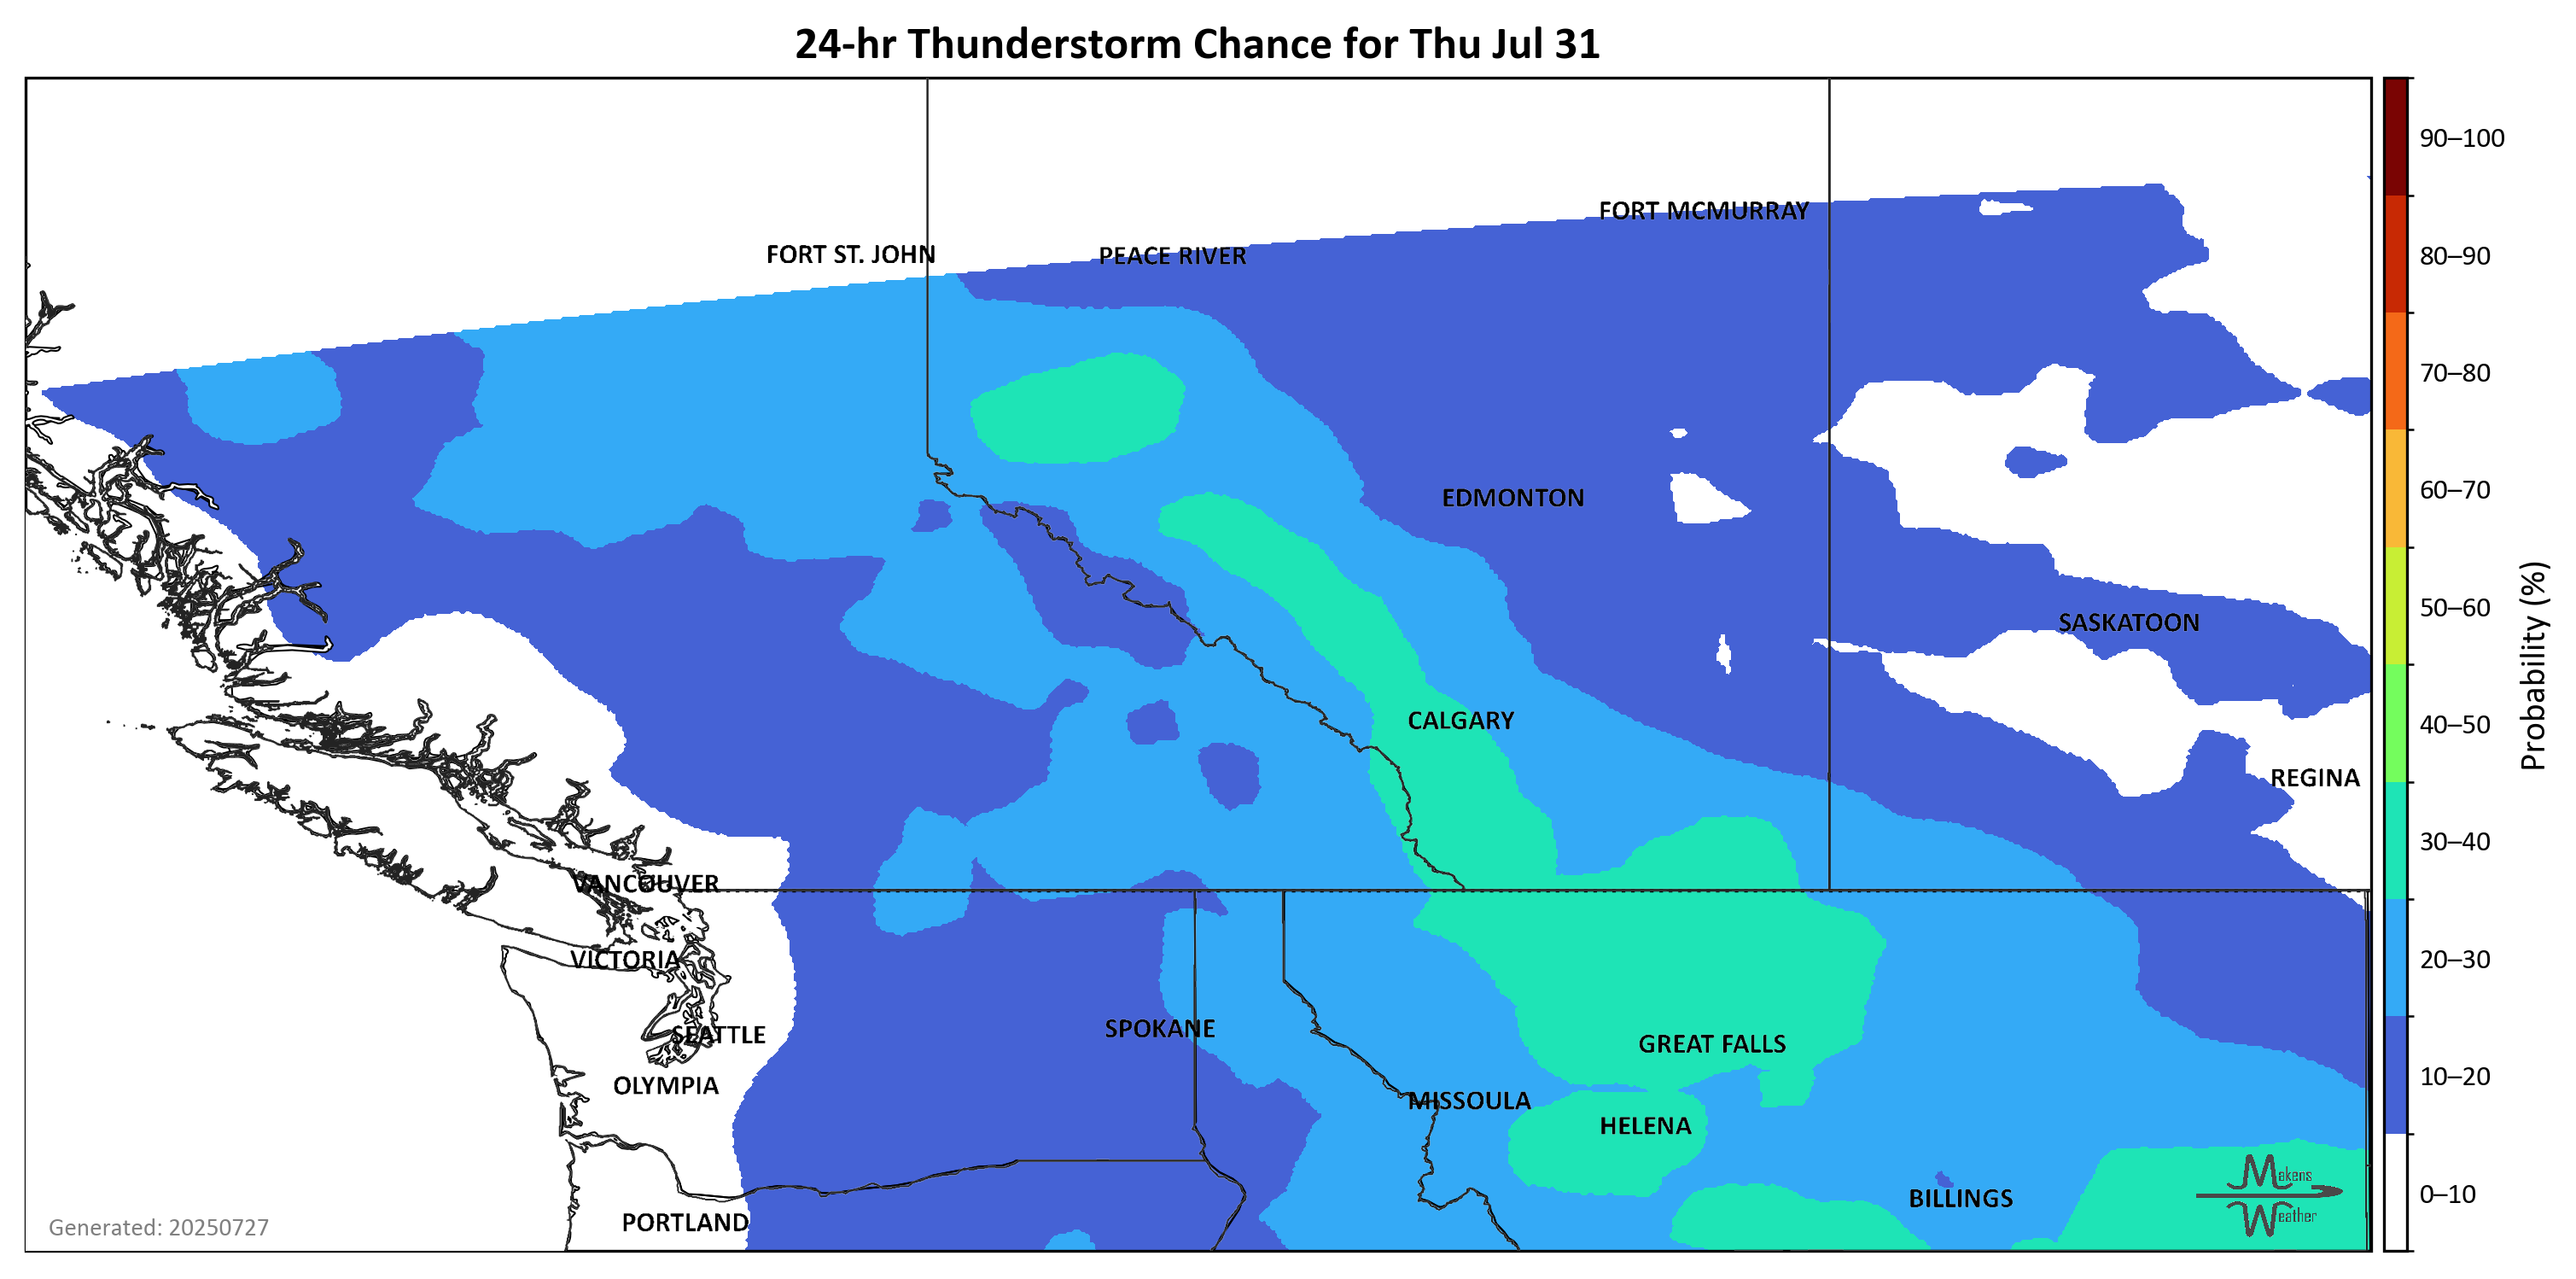 24-hr Thunderstorm Chance for Thu Jul 31
90–100
FORT MCMURRAY
FORT ST. JOHN
PEACE RIVER
80–90
70–80
60–70
EDMONTON
50–60
SASKATOON
Probability (%)
CALGARY
40–50
REGINA
30–40
VANCOUVER
VICTORIA
20–30
SPOKANE
SEATTLE
GREAT FALLS
10–20
OLYMPIA
MISSOULA
HELENA
Makens
0–10
BILLINGS
Weather
PORTLAND
Generated: 20250727